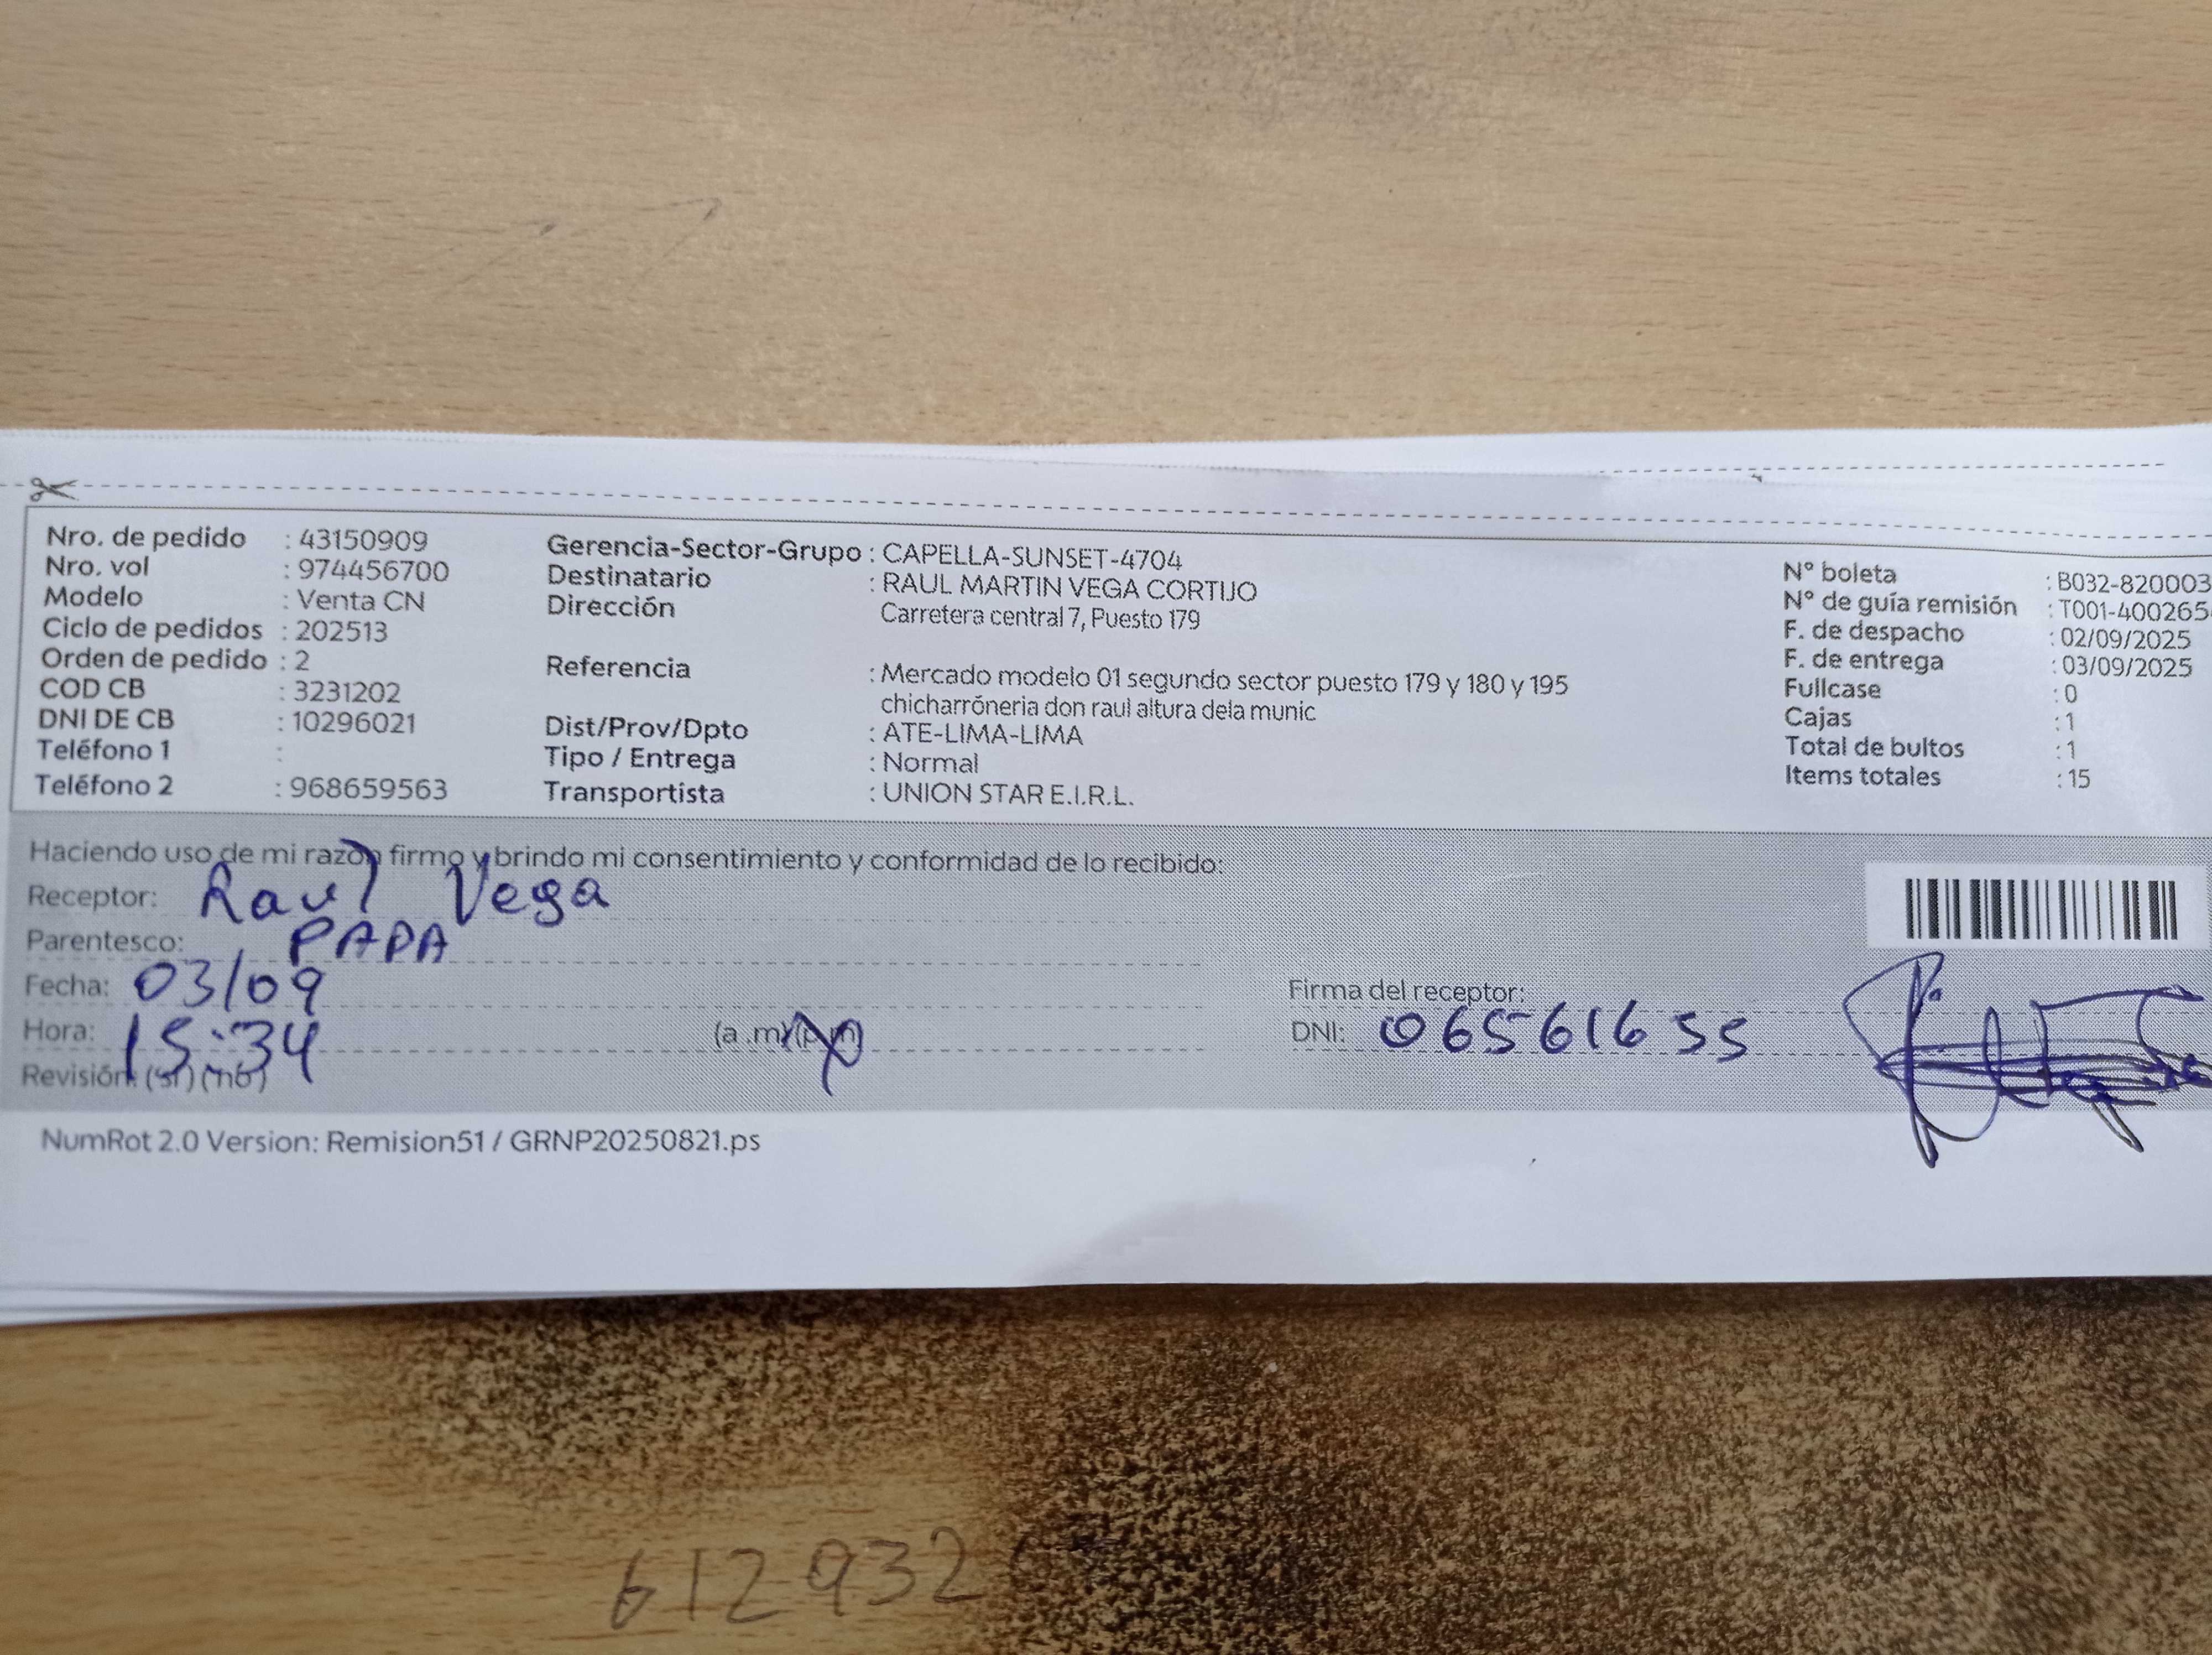 Nro. de pedido : 43150909
Nro. vol : 974456700
Modelo : Venta CN
Ciclo de pedidos : 202513
Orden de pedido : 2
COD CB : 3231202
DNI DE CB : 10296021
Teléfono 1 :
Teléfono 2 : 968659563
Gerencia-Sector-Grupo : CAPELLA-SUNSET-4704
Destinatario : RAUL MARTIN VEGA CORTIJO
Dirección Carretera central 7, Puesto 179
Referencia : Mercado modelo 01 segundo sector puesto 179 y 180 y 195
chicharrõneria don raul altura dela munic
Dist/Prov/Dpto : ATE-LIMA-LIMA
Tipo / Entrega : Normal
Transportista : UNION STAR E.I.R.L.
N° boleta : B032-820003
N° de guía remisión : T001-400265
F. de despacho : 02/09/2025
F. de entrega : 03/09/2025
Fullcase : 0
Cajas : 1
Total de bultos : 1
Items totales : 15
Haciendo uso de mi razón firmo y brindo mi consentimiento y conformidad de lo recibido:
Receptor: Raul Vega
Parentesco: PAPA
Fecha: 03/09
Hora: 15:34 (a.m) (p.m)
Revisión: (si) (no)
Firma del receptor:
DNI: 06561655
NumRot 2.0 Version: Remision51 / GRNP20250821.ps
612932